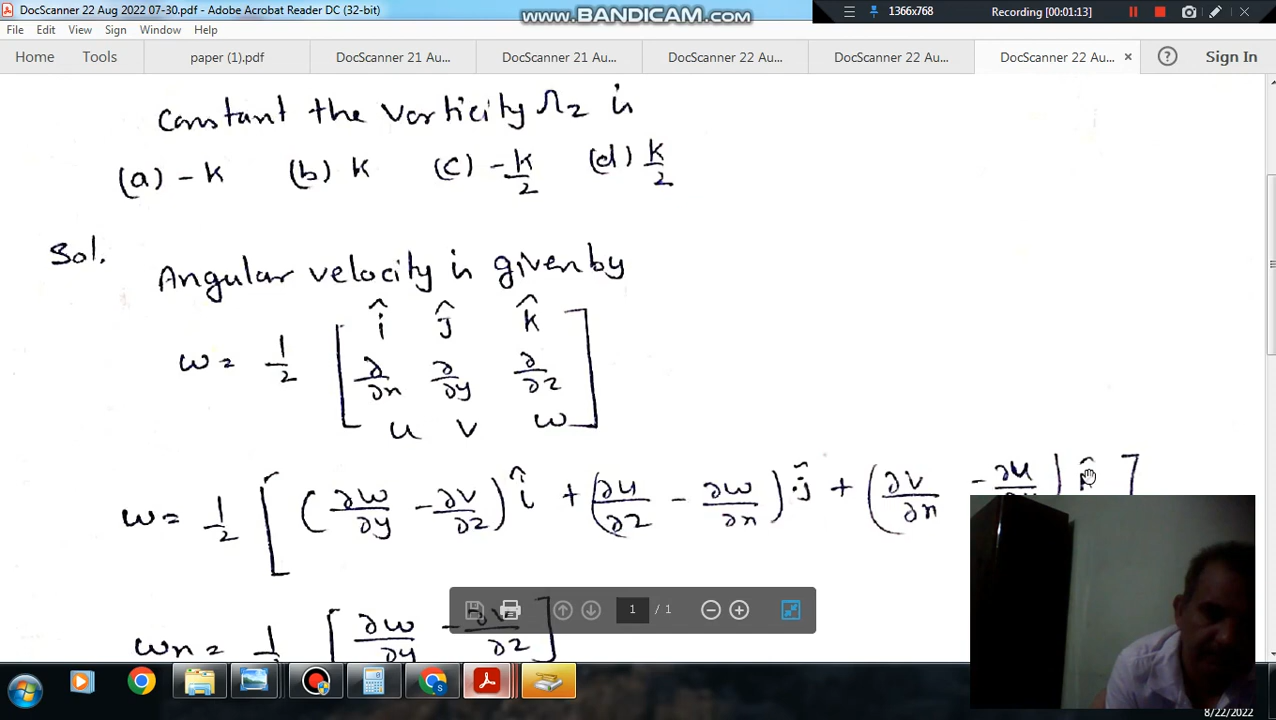 DocScanner 22 Aug 2022 07-30.pdf - Adobe Acrobat Reader DC (32-bit)
www.BANDICAM.com
1366x768
Recording [00:01:13]
File Edit View Sign Window Help
Home Tools paper (1).pdf DocScanner 21 Au... DocScanner 21 Au... DocScanner 22 Au... DocScanner 22 Au... DocScanner 22 Au... × Sign In
constant the vorticity Ω2 is
(a) - k (b) k (c) -k/2 (d) k/2
Sol.
Angular velocity is given by
î ĵ k̂
ω = 1/2 [ ∂/∂x ∂/∂y ∂/∂z ]
u v w
ω = 1/2 [ (∂w/∂y - ∂v/∂z) î + (∂u/∂z - ∂w/∂x) ĵ + (∂v/∂x - ∂u/
ωx = 1/2 [ ∂w/∂y - ∂v/∂z ]
1 / 1
8/22/2022